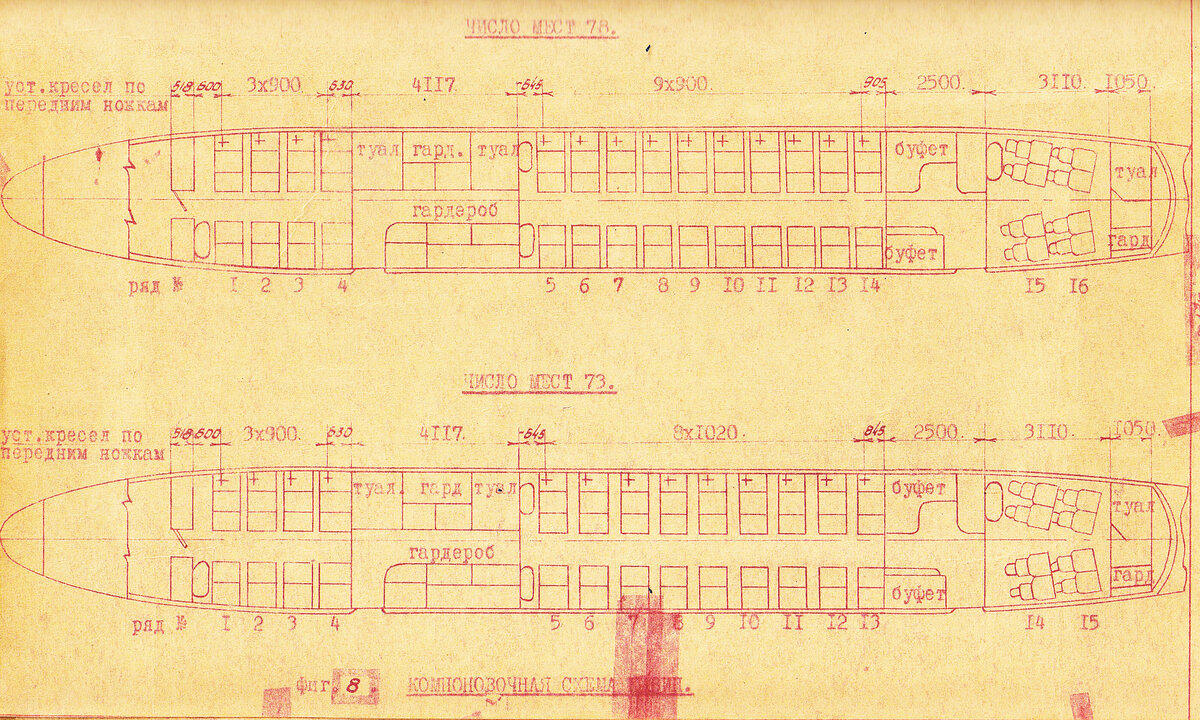 ЧИСЛО МЕСТ 78.
уст.кресел по 518 600 3х900. 630 4117. 645 9х900. 905 2500. 3110. 1050.
передним ножкам
туал гард. туал буфет туал
гардероб
буфет гард
ряд № 1 2 3 4 5 6 7 8 9 10 11 12 13 14 15 16
ЧИСЛО МЕСТ 73.
уст.кресел по 518 600 3х900. 630 4117. 645 8х1020. 845 2500. 3110. 1050.
передним ножкам
туал. гард туал буфет туал
гардероб
буфет гард
ряд № 1 2 3 4 5 6 7 8 9 10 11 12 13 14 15
фиг. 8. КОМПОНОВОЧНАЯ СХЕМА